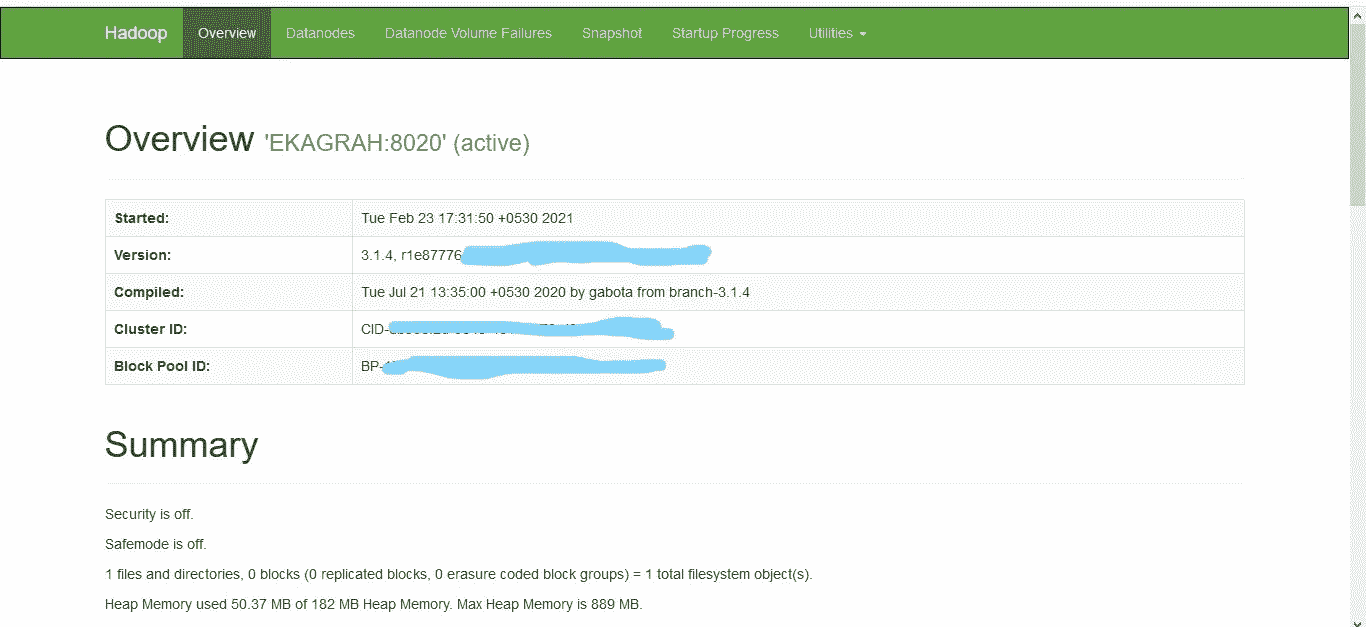 Hadoop Overview Datanodes Datanode Volume Failures Snapshot Startup Progress Utilities
Overview 'EKAGRAH:8020' (active)
Started: Tue Feb 23 17:31:50 +0530 2021
Version: 3.1.4, r1e87776
Compiled: Tue Jul 21 13:35:00 +0530 2020 by gabota from branch-3.1.4
Cluster ID: CID-
Block Pool ID: BP-
Summary
Security is off.
Safemode is off.
1 files and directories, 0 blocks (0 replicated blocks, 0 erasure coded block groups) = 1 total filesystem object(s).
Heap Memory used 50.37 MB of 182 MB Heap Memory. Max Heap Memory is 889 MB.